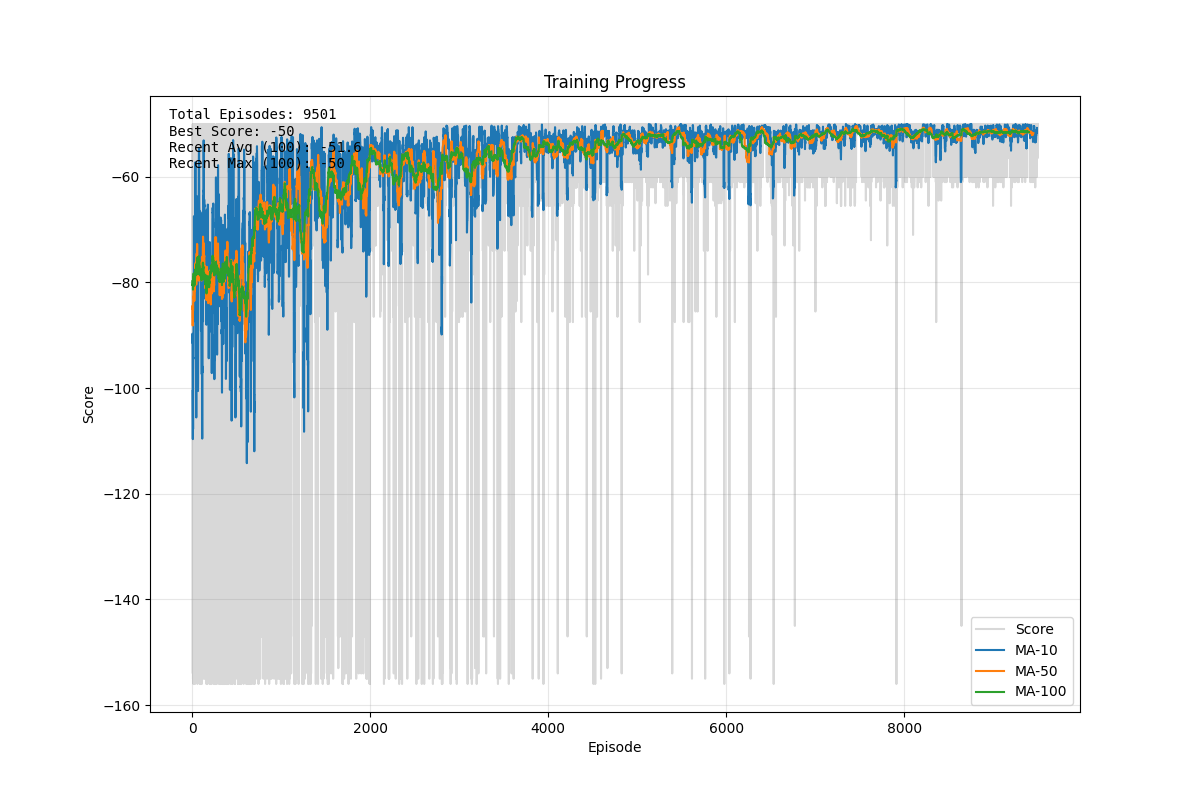 Training Progress
Total Episodes: 9501
Best Score: -50
Recent Avg (100): -51.6
Recent Max (100): -50
Score
−60
−80
−100
−120
−140
−160
0
2000
4000
6000
8000
Episode
Score
MA-10
MA-50
MA-100